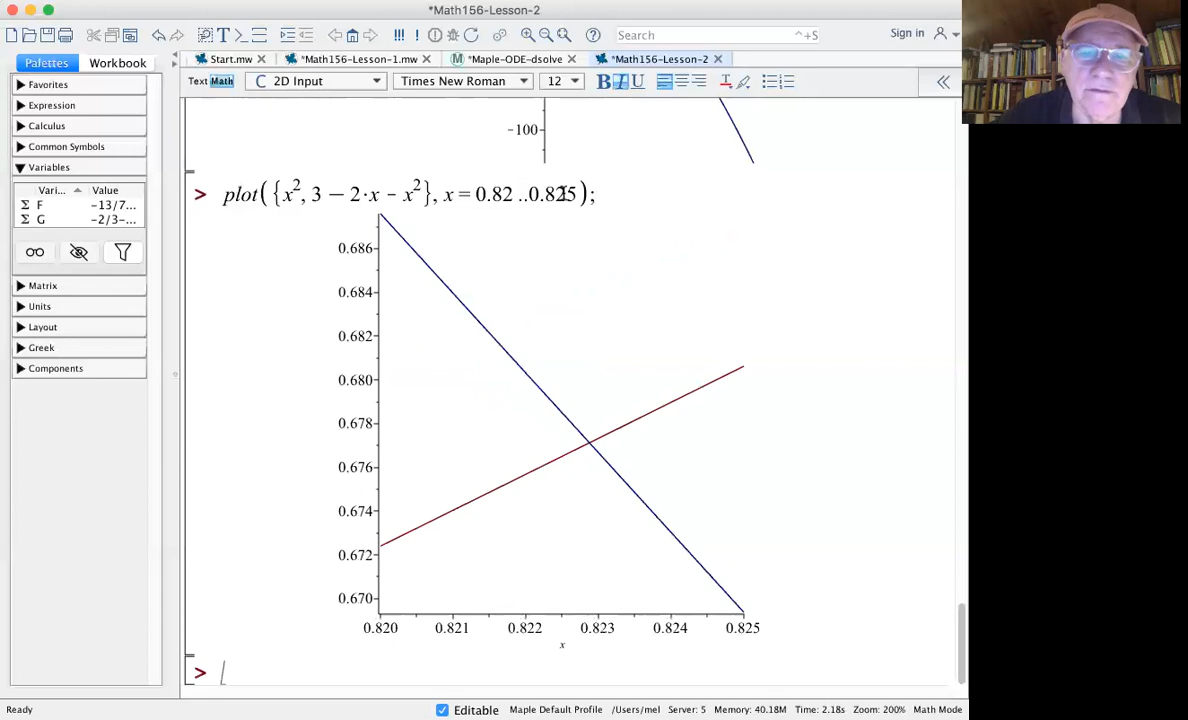 *Math156-Lesson-2
Search
^+S
Sign in
Start.mw
*Math156-Lesson-1.mw
*Maple-ODE-dsolve
*Math156-Lesson-2
Palettes
Workbook
Text
Math
C 2D Input
Times New Roman
12
B I U
Favorites
Expression
Calculus
Common Symbols
Variables
Vari... Value
Σ F -13/7...
Σ G -2/3-...
Matrix
Units
Layout
Greek
Components
-100
> plot({x², 3 − 2·x − x²}, x = 0.82 ..0.825);
0.686
0.684
0.682
0.680
0.678
0.676
0.674
0.672
0.670
0.820 0.821 0.822 0.823 0.824 0.825
x
>
Ready
Editable
Maple Default Profile
/Users/mel
Server: 5
Memory: 40.18M
Time: 2.18s
Zoom: 200%
Math Mode